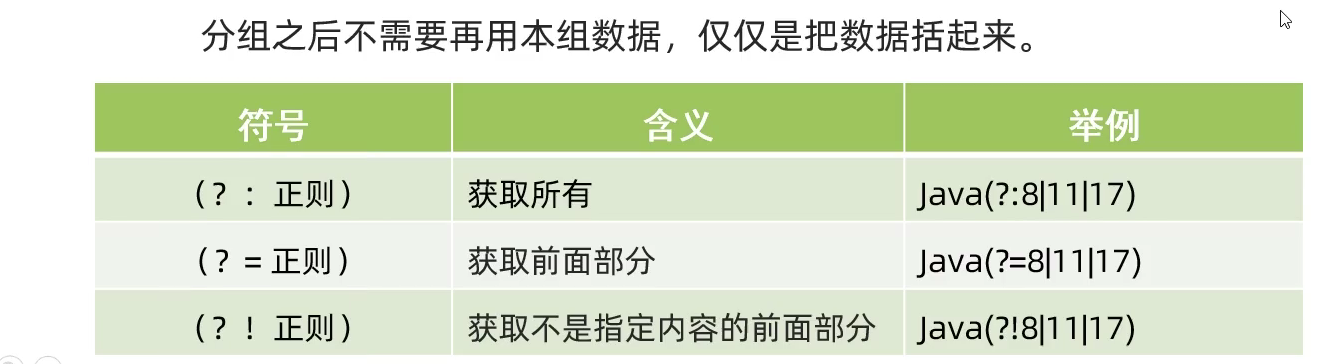 分组之后不需要再用本组数据，仅仅是把数据括起来。
符号 含义 举例
（? ：正则） 获取所有 Java(?:8|11|17)
（? = 正则） 获取前面部分 Java(?=8|11|17)
（? ！正则） 获取不是指定内容的前面部分 Java(?!8|11|17)